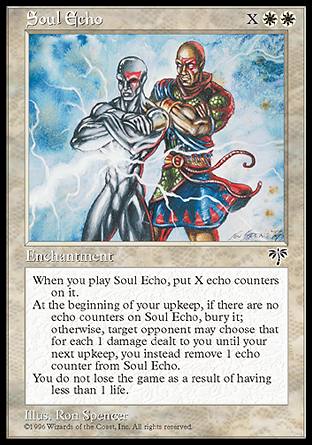 Soul Echo X
Enchantment
When you play Soul Echo, put X echo counters
on it.
At the beginning of your upkeep, if there are no
echo counters on Soul Echo, bury it;
otherwise, target opponent may choose that
for each 1 damage dealt to you until your
next upkeep, you instead remove 1 echo
counter from Soul Echo.
You do not lose the game as a result of having
less than 1 life.
Illus. Ron Spencer
©1996 Wizards of the Coast, Inc. All rights reserved.